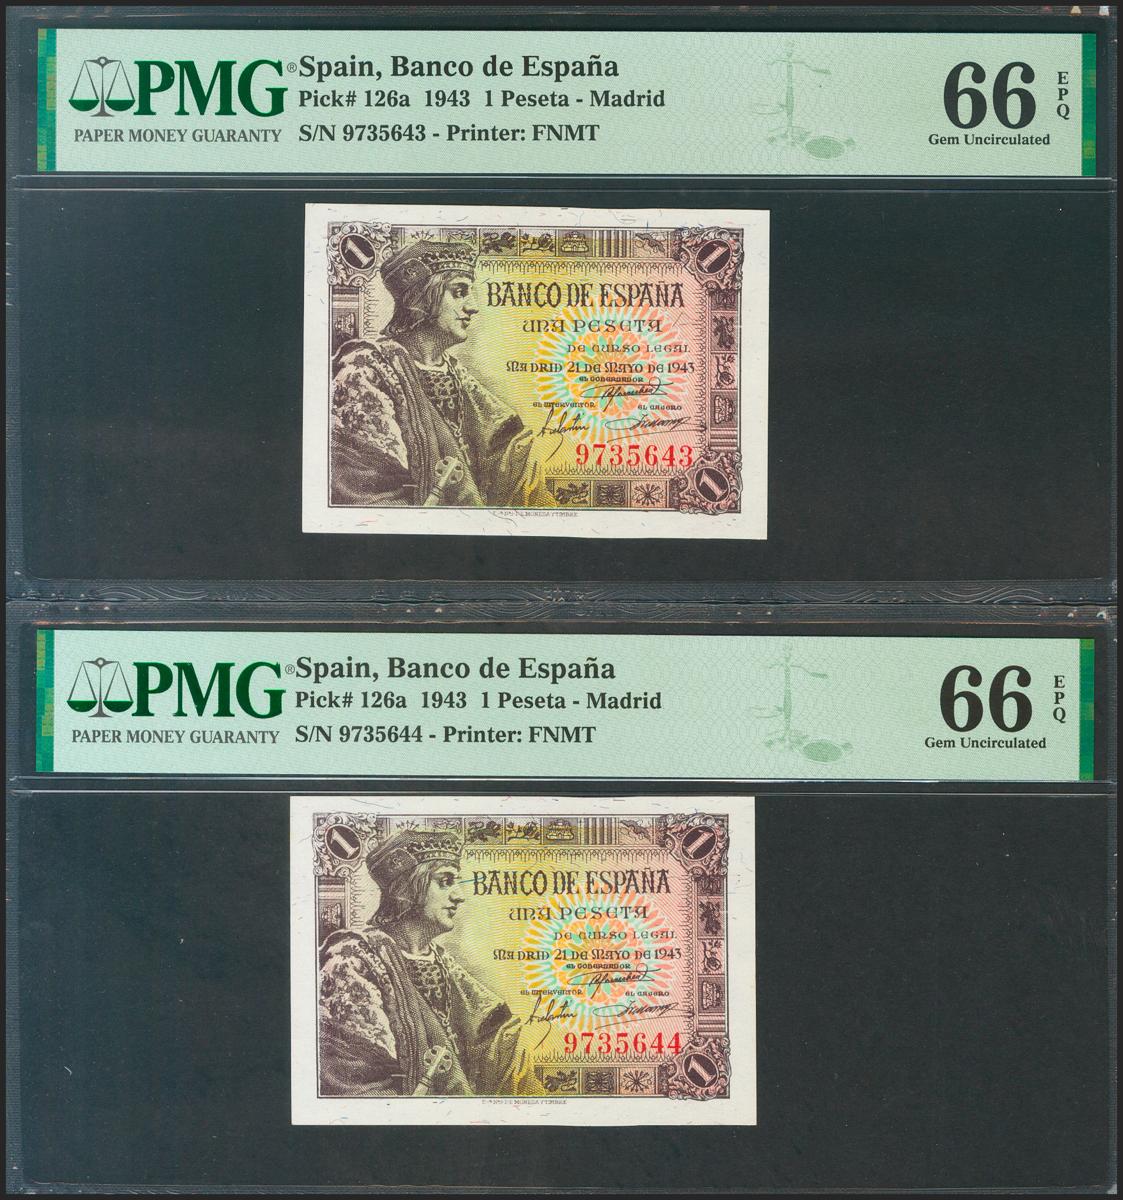 PMG®
PAPER MONEY GUARANTY
Spain, Banco de España
Pick# 126a 1943 1 Peseta - Madrid
S/N 9735643 - Printer: FNMT
66 EPQ
Gem Uncirculated
1 1
BANCO DE ESPAÑA
UNA PESETA
DE CURSO LEGAL
MADRID 21 DE MAYO DE 1943
EL GOBERNADOR
EL INTERVENTOR EL CAJERO
9735643
1
PMG®
PAPER MONEY GUARANTY
Spain, Banco de España
Pick# 126a 1943 1 Peseta - Madrid
S/N 9735644 - Printer: FNMT
66 EPQ
Gem Uncirculated
1 1
BANCO DE ESPAÑA
UNA PESETA
DE CURSO LEGAL
MADRID 21 DE MAYO DE 1943
EL GOBERNADOR
EL INTERVENTOR EL CAJERO
9735644
1